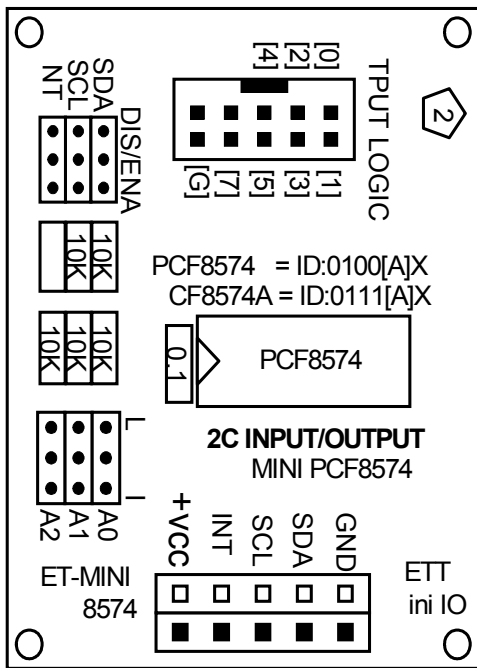 [4] [2] [0]
TPUT LOGIC
2
SDA
SCL
NT
DIS/ENA
[G] [7] [5] [3] [1]
10K
10K
PCF8574 = ID:0100[A]X
CF8574A = ID:0111[A]X
10K
10K
10K
0.1
PCF8574
2C INPUT/OUTPUT
MINI PCF8574
L
I
A2 A1 A0
+VCC INT SCL SDA GND
ET-MINI
8574
ETT
ini IO